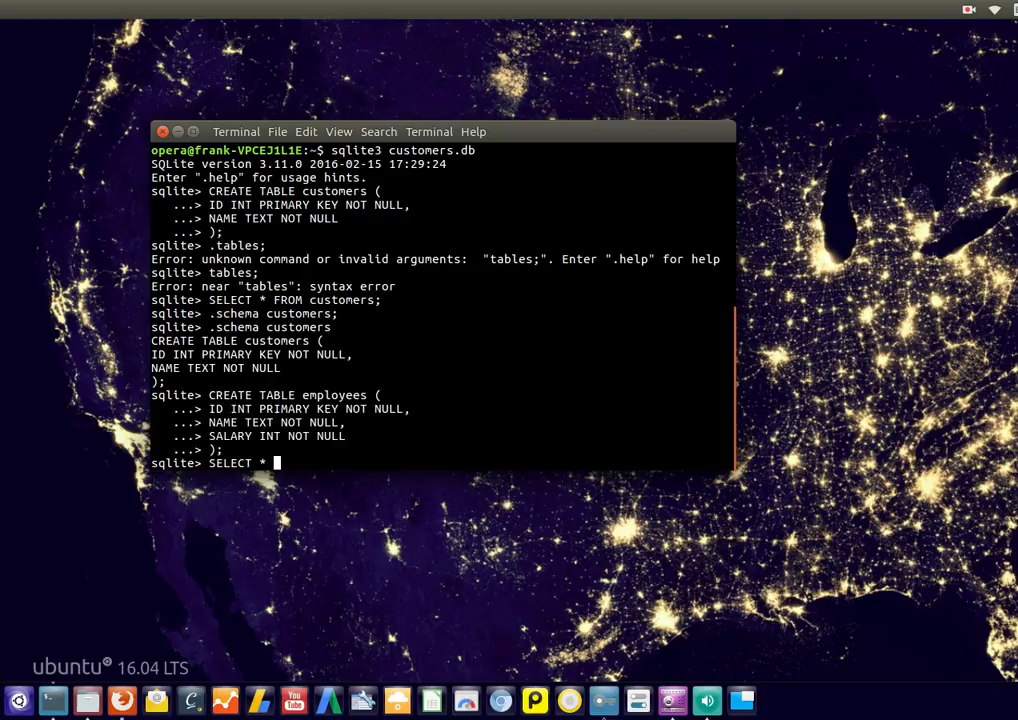 Terminal File Edit View Search Terminal Help
opera@frank-VPCEJ1L1E:~$ sqlite3 customers.db
SQLite version 3.11.0 2016-02-15 17:29:24
Enter ".help" for usage hints.
sqlite> CREATE TABLE customers (
...> ID INT PRIMARY KEY NOT NULL,
...> NAME TEXT NOT NULL
...> );
sqlite> .tables;
Error: unknown command or invalid arguments:  "tables;". Enter ".help" for help
sqlite> tables;
Error: near "tables": syntax error
sqlite> SELECT * FROM customers;
sqlite> .schema customers;
sqlite> .schema customers
CREATE TABLE customers (
ID INT PRIMARY KEY NOT NULL,
NAME TEXT NOT NULL
);
sqlite> CREATE TABLE employees (
...> ID INT PRIMARY KEY NOT NULL,
...> NAME TEXT NOT NULL,
...> SALARY INT NOT NULL
...> );
sqlite> SELECT *
ubuntu® 16.04 LTS
You
Tube